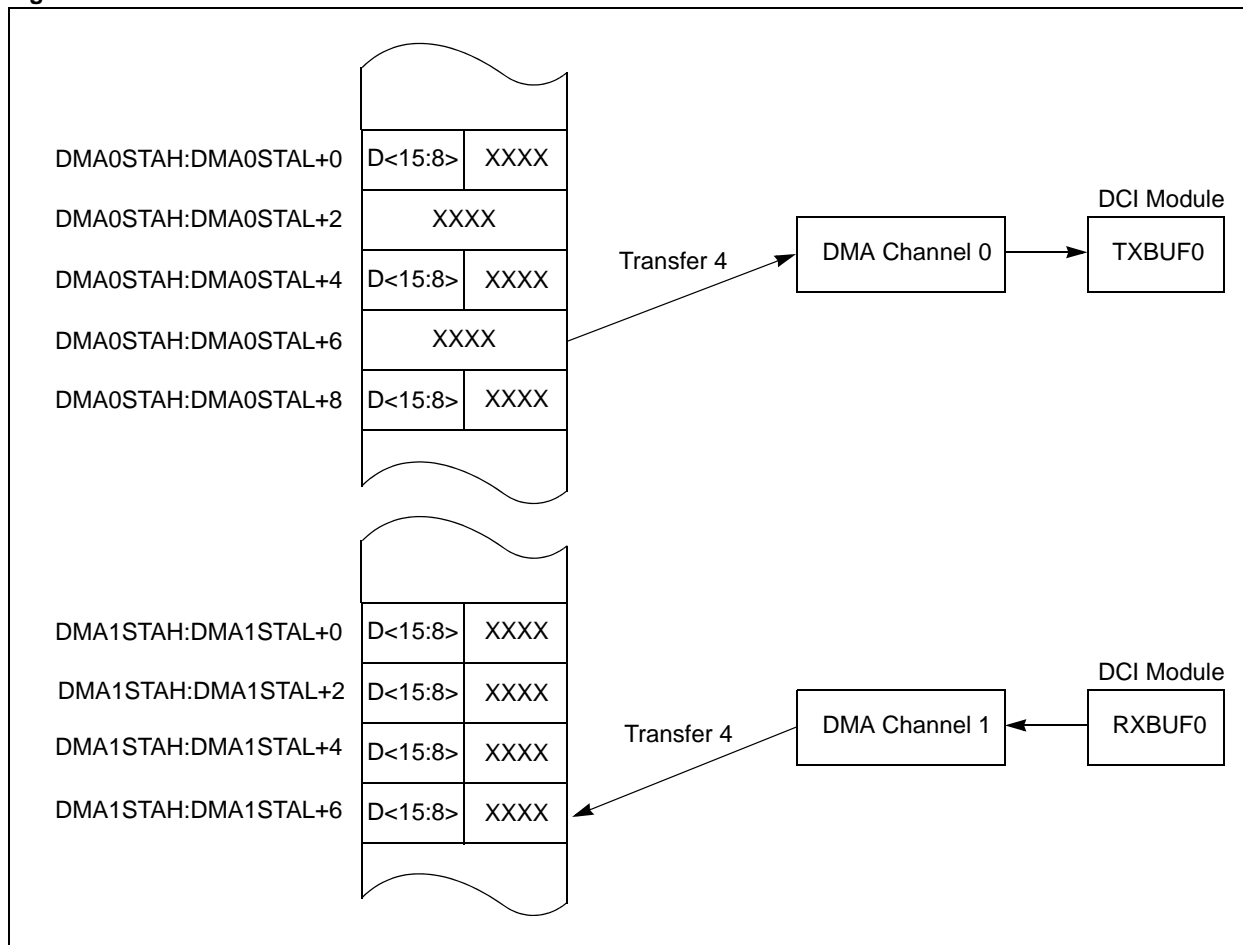 DMA0STAH:DMA0STAL+0 D<15:8> XXXX
DMA0STAH:DMA0STAL+2 XXXX
DMA0STAH:DMA0STAL+4 D<15:8> XXXX
DMA0STAH:DMA0STAL+6 XXXX
DMA0STAH:DMA0STAL+8 D<15:8> XXXX
Transfer 4
DMA Channel 0
DCI Module
TXBUF0
DMA1STAH:DMA1STAL+0 D<15:8> XXXX
DMA1STAH:DMA1STAL+2 D<15:8> XXXX
DMA1STAH:DMA1STAL+4 D<15:8> XXXX
DMA1STAH:DMA1STAL+6 D<15:8> XXXX
Transfer 4
DMA Channel 1
DCI Module
RXBUF0